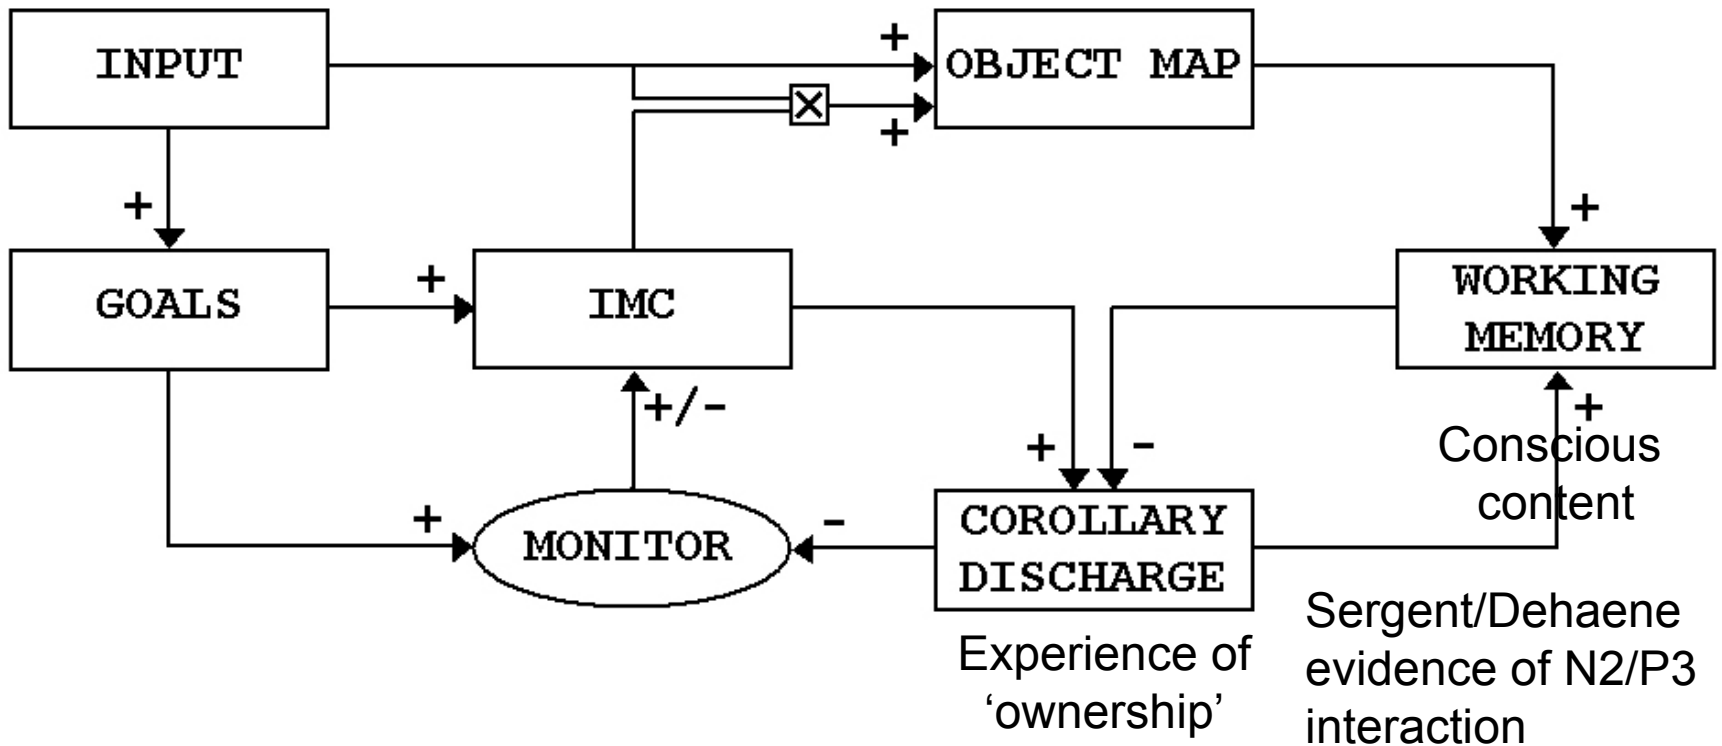 INPUT
+
OBJECT MAP
+
+
+
GOALS
+
IMC
WORKING
MEMORY
+/-
+
-
+
Conscious
content
+
MONITOR
-
COROLLARY
DISCHARGE
Experience of
‘ownership’
Sergent/Dehaene
evidence of N2/P3
interaction